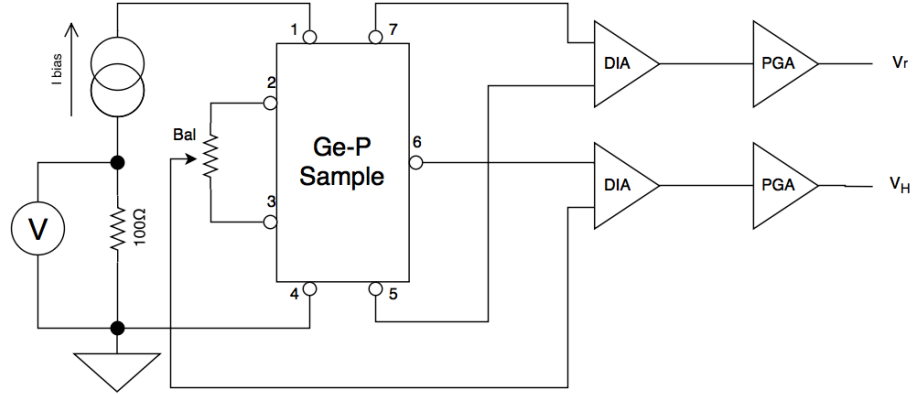 1
7
I bias
2
Bal
Ge-P
Sample
6
3
4
5
V
100Ω
DIA
PGA
Vr
DIA
PGA
VH